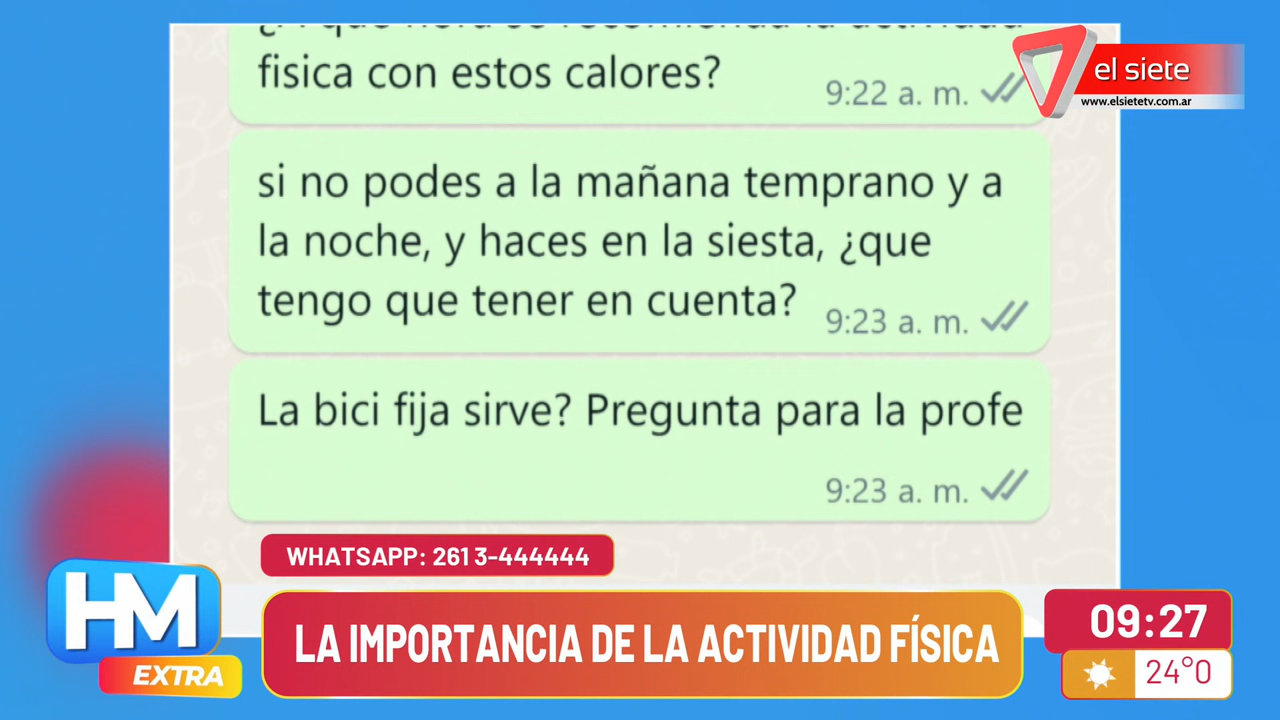 fisica con estos calores?
9:22 a. m.
el siete
www.elsietetv.com.ar
si no podes a la mañana temprano y a
la noche, y haces en la siesta, ¿que
tengo que tener en cuenta?
9:23 a. m.
La bici fija sirve? Pregunta para la profe
9:23 a. m.
WHATSAPP: 261 3-444444
HM
EXTRA
LA IMPORTANCIA DE LA ACTIVIDAD FÍSICA
09:27
24°0